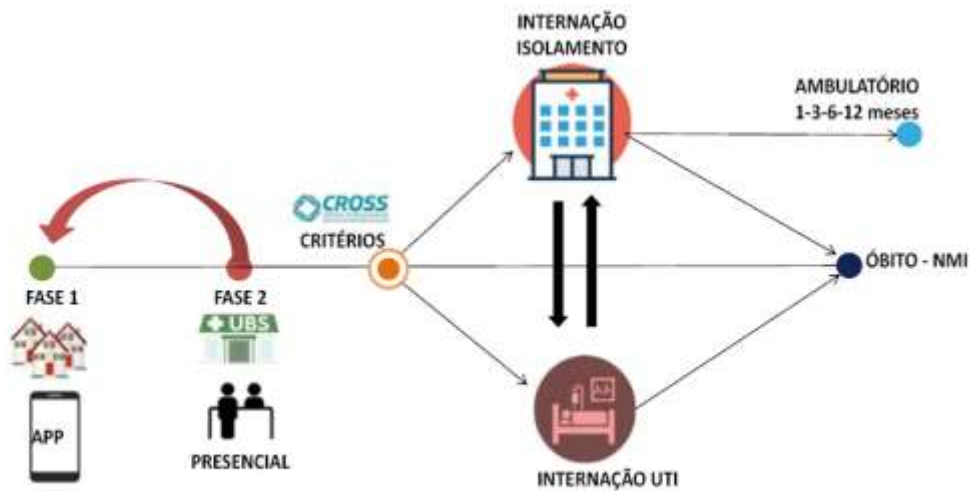 INTERNAÇÃO
ISOLAMENTO
AMBULATÓRIO
1-3-6-12 meses
CROSS
CRITÉRIOS
ÓBITO - NMI
FASE 1
FASE 2
UBS
APP
PRESENCIAL
INTERNAÇÃO UTI